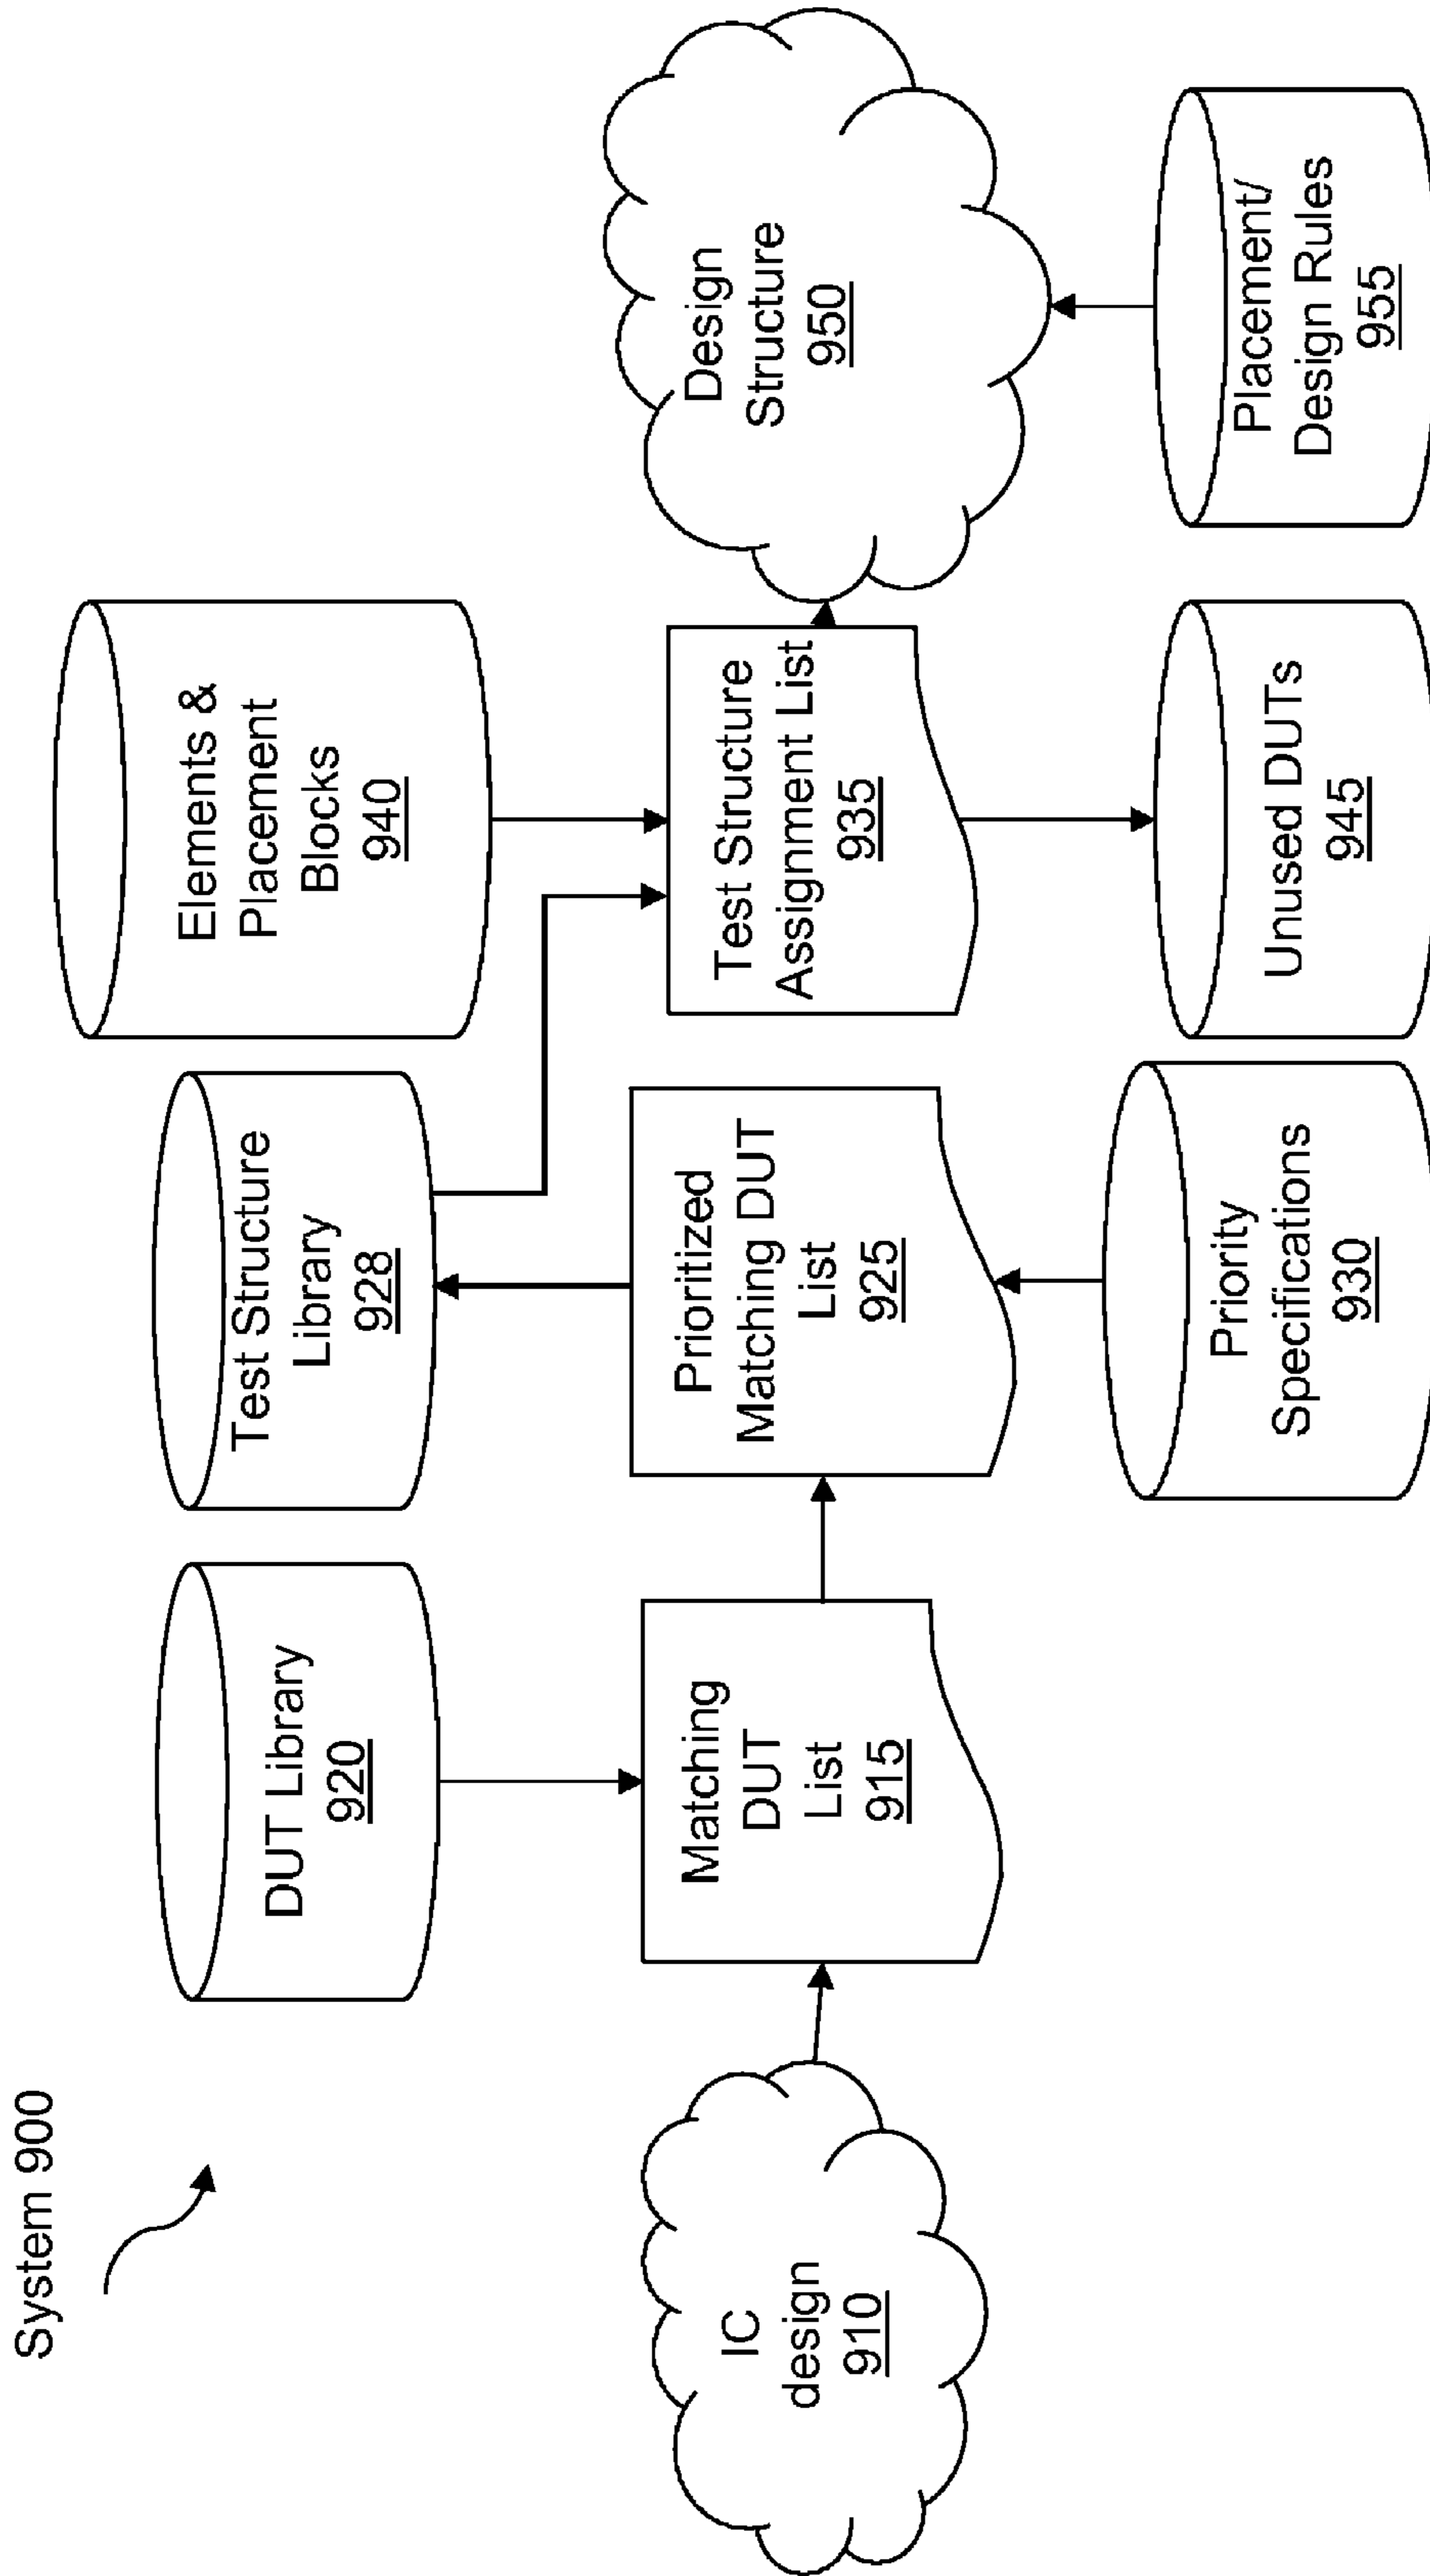 System 900
DUT Library
920
Test Structure
Library
928
Elements &
Placement
Blocks
940
IC
design
910
Matching
DUT
List
915
Prioritized
Matching DUT
List
925
Test Structure
Assignment List
935
Design
Structure
950
Priority
Specifications
930
Unused DUTs
945
Placement/
Design Rules
955